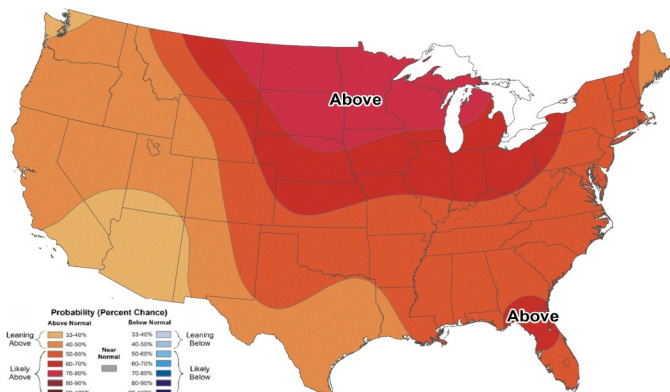 Above
Above
Probability (Percent Chance)
Above Normal Below Normal
Leaning Above
33-40% 33-40%
40-50% 40-50%
Leaning Below
Likely Above
50-60% 50-60%
60-70% 60-70%
70-80% 70-80%
80-90% 80-90%
Near Normal
Likely Below